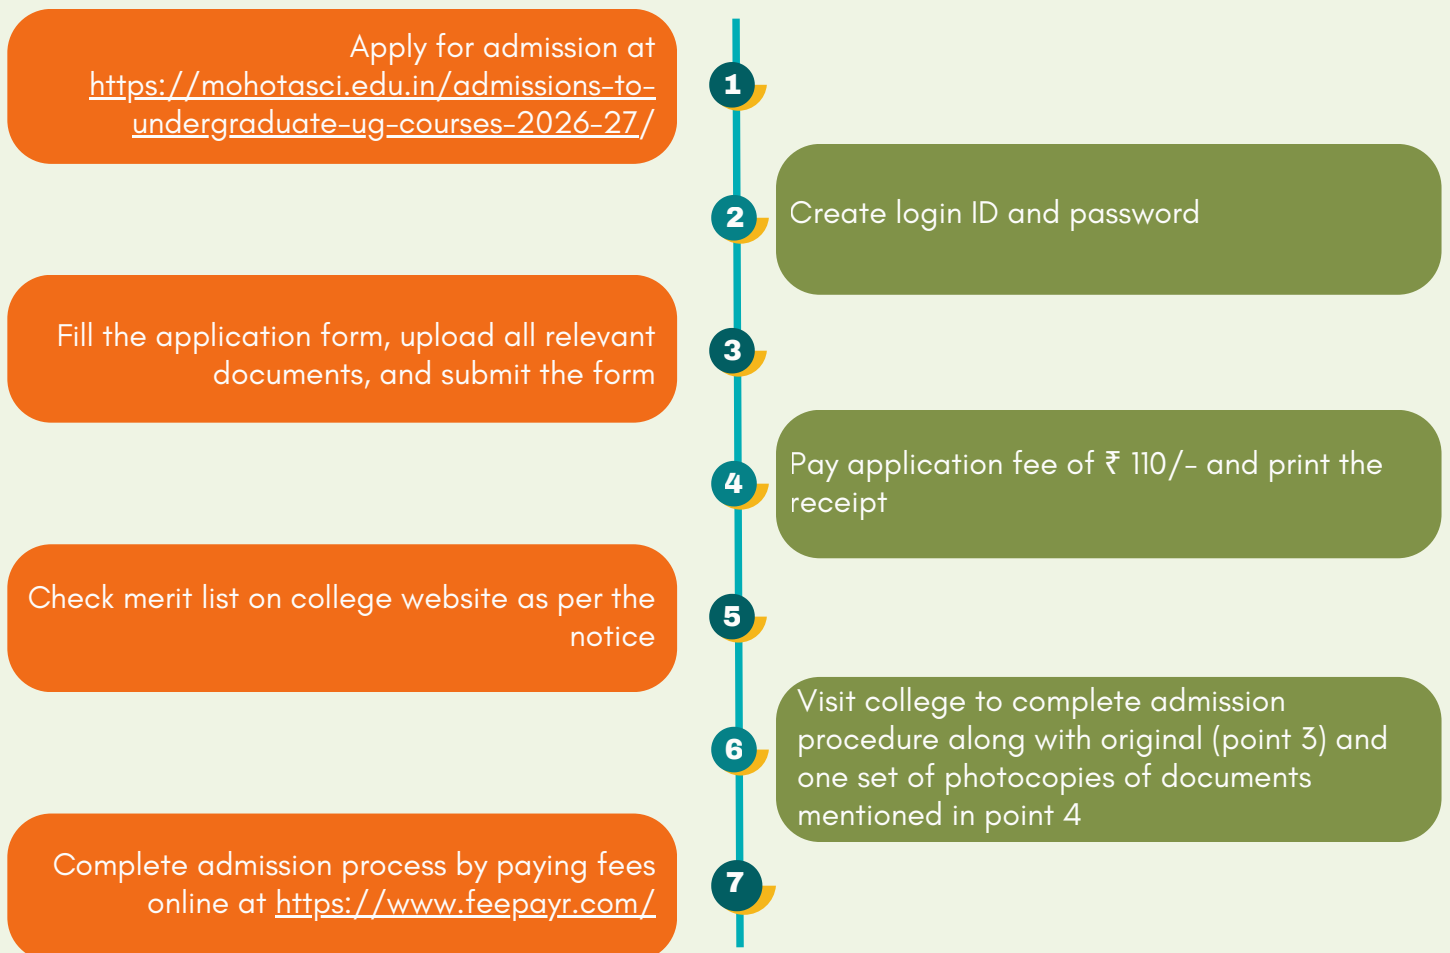 Apply for admission at
https://mohotasci.edu.in/admissions-to-
undergraduate-ug-courses-2026-27/
1
2
Create login ID and password
Fill the application form, upload all relevant
documents, and submit the form
3
4
Pay application fee of ₹ 110/- and print the
receipt
Check merit list on college website as per the
notice
5
6
Visit college to complete admission
procedure along with original (point 3) and
one set of photocopies of documents
mentioned in point 4
Complete admission process by paying fees
online at https://www.feepayr.com/
7